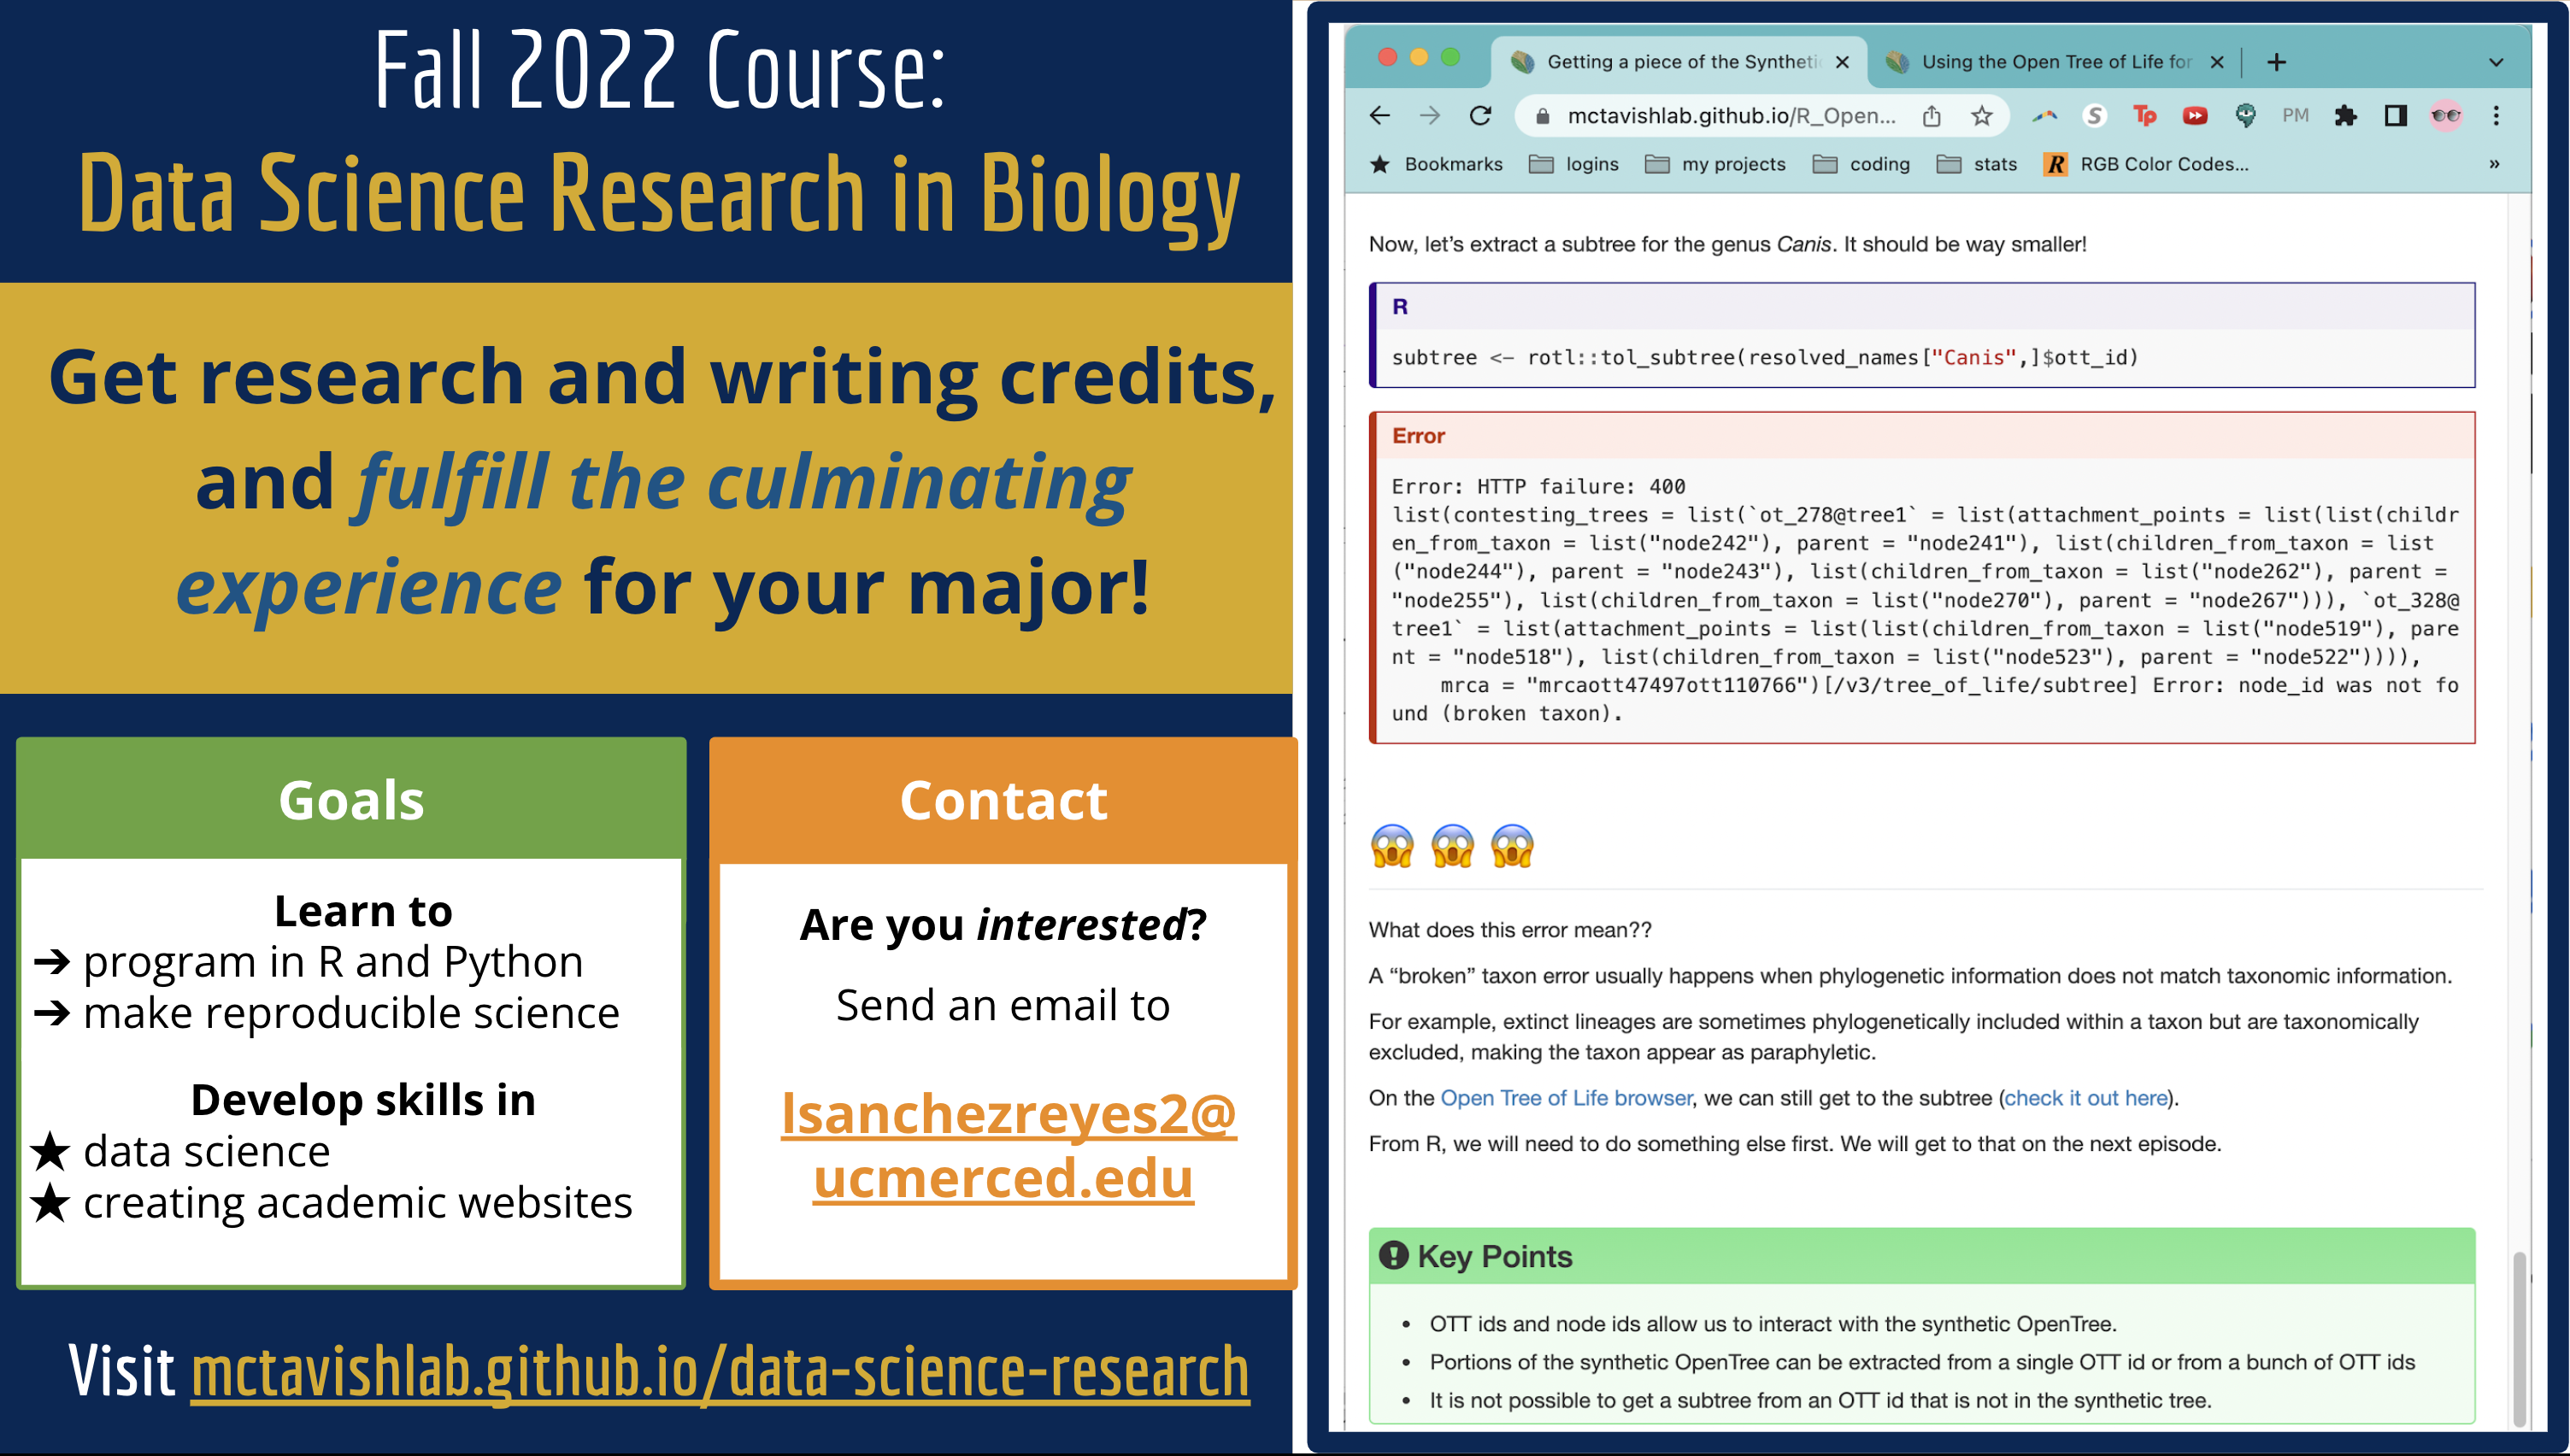 Fall 2022 Course:
Data Science Research in Biology
Get research and writing credits,
and fulfill the culminating
experience for your major!
Goals
Learn to
➔ program in R and Python
➔ make reproducible science
Develop skills in
★ data science
★ creating academic websites
Contact
Are you interested?
Send an email to
lsanchezreyes2@
ucmerced.edu
Visit mctavishlab.github.io/data-science-research
Getting a piece of the Syntheti
Using the Open Tree of Life for
mctavishlab.github.io/R_Open...
S Tp PM
Bookmarks logins my projects coding stats R RGB Color Codes... »
Now, let's extract a subtree for the genus Canis. It should be way smaller!
R
subtree <- rotl::tol_subtree(resolved_names["Canis",]$ott_id)
Error
Error: HTTP failure: 400
list(contesting_trees = list(`ot_278@tree1` = list(attachment_points = list(list(childr
en_from_taxon = list("node242"), parent = "node241"), list(children_from_taxon = list
("node244"), parent = "node243"), list(children_from_taxon = list("node262"), parent =
"node255"), list(children_from_taxon = list("node270"), parent = "node267"))), `ot_328@
tree1` = list(attachment_points = list(list(children_from_taxon = list("node519"), pare
nt = "node518"), list(children_from_taxon = list("node523"), parent = "node522")))),
mrca = "mrcaott47497ott110766")[/v3/tree_of_life/subtree] Error: node_id was not fo
und (broken taxon).
😱 😱 😱
What does this error mean??
A “broken” taxon error usually happens when phylogenetic information does not match taxonomic information.
For example, extinct lineages are sometimes phylogenetically included within a taxon but are taxonomically
excluded, making the taxon appear as paraphyletic.
On the Open Tree of Life browser, we can still get to the subtree (check it out here).
From R, we will need to do something else first. We will get to that on the next episode.
Key Points
• OTT ids and node ids allow us to interact with the synthetic OpenTree.
• Portions of the synthetic OpenTree can be extracted from a single OTT id or from a bunch of OTT ids
• It is not possible to get a subtree from an OTT id that is not in the synthetic tree.